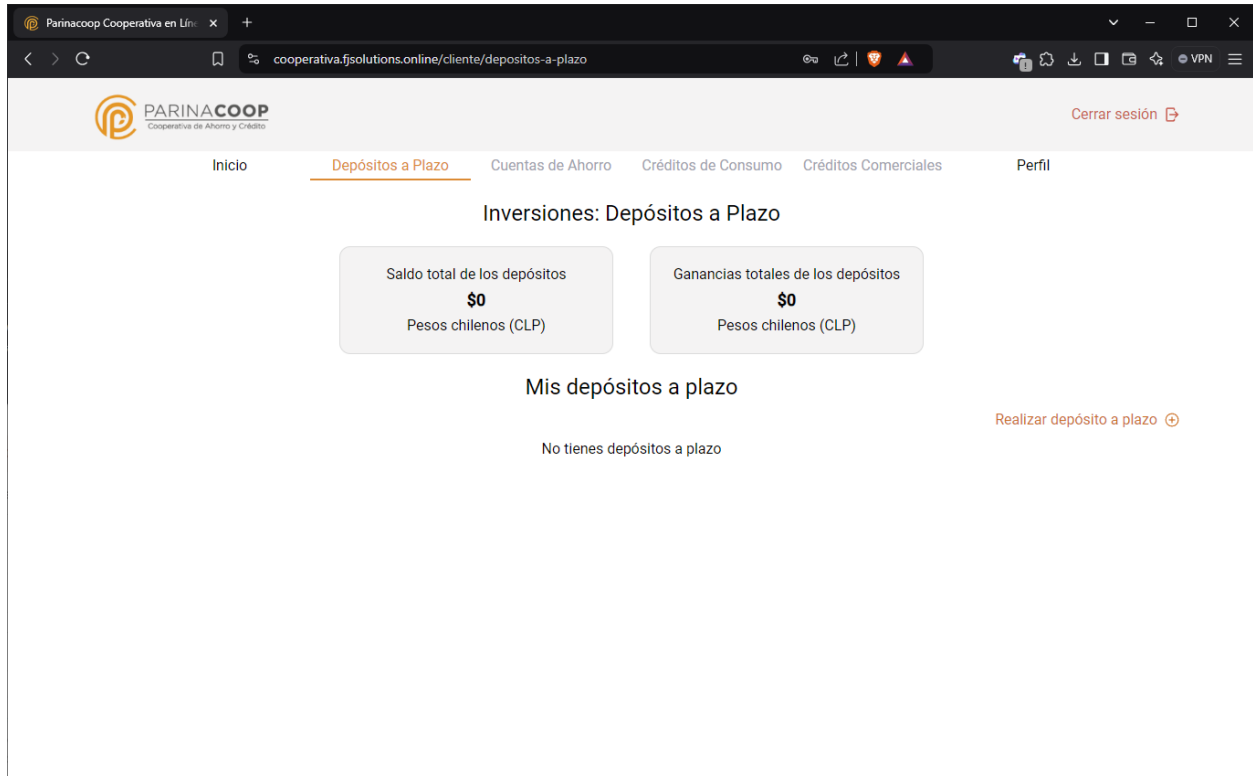 Parinacoop Cooperativa en Líne
cooperativa.fjsolutions.online/cliente/depositos-a-plazo
VPN
PARINACOOP
Cooperativa de Ahorro y Crédito
Cerrar sesión
Inicio Depósitos a Plazo Cuentas de Ahorro Créditos de Consumo Créditos Comerciales Perfil
Inversiones: Depósitos a Plazo
Saldo total de los depósitos
$0
Pesos chilenos (CLP)
Ganancias totales de los depósitos
$0
Pesos chilenos (CLP)
Mis depósitos a plazo
Realizar depósito a plazo
No tienes depósitos a plazo